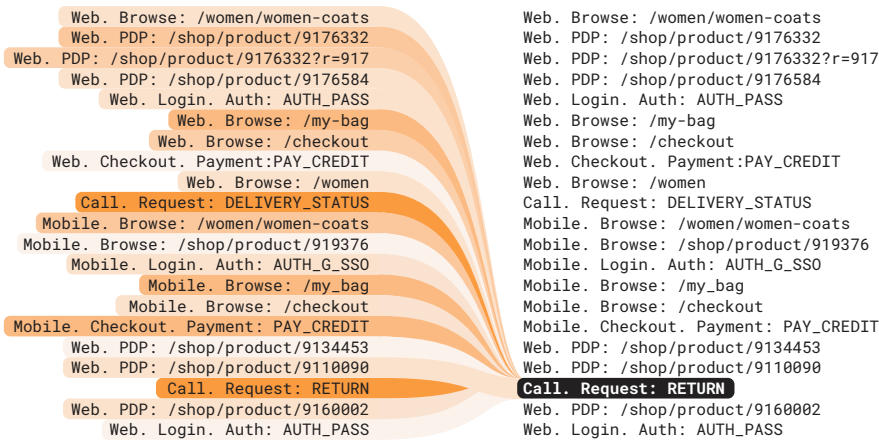 Web. Browse: /women/women-coats
Web. PDP: /shop/product/9176332
Web. PDP: /shop/product/9176332?r=917
Web. PDP: /shop/product/9176584
Web. Login. Auth: AUTH_PASS
Web. Browse: /my-bag
Web. Browse: /checkout
Web. Checkout. Payment:PAY_CREDIT
Web. Browse: /women
Call. Request: DELIVERY_STATUS
Mobile. Browse: /women/women-coats
Mobile. Browse: /shop/product/919376
Mobile. Login. Auth: AUTH_G_SSO
Mobile. Browse: /my_bag
Mobile. Browse: /checkout
Mobile. Checkout. Payment: PAY_CREDIT
Web. PDP: /shop/product/9134453
Web. PDP: /shop/product/9110090
Call. Request: RETURN
Web. PDP: /shop/product/9160002
Web. Login. Auth: AUTH_PASS
Web. Browse: /women/women-coats
Web. PDP: /shop/product/9176332
Web. PDP: /shop/product/9176332?r=917
Web. PDP: /shop/product/9176584
Web. Login. Auth: AUTH_PASS
Web. Browse: /my-bag
Web. Browse: /checkout
Web. Checkout. Payment:PAY_CREDIT
Web. Browse: /women
Call. Request: DELIVERY_STATUS
Mobile. Browse: /women/women-coats
Mobile. Browse: /shop/product/919376
Mobile. Login. Auth: AUTH_G_SSO
Mobile. Browse: /my_bag
Mobile. Browse: /checkout
Mobile. Checkout. Payment: PAY_CREDIT
Web. PDP: /shop/product/9134453
Web. PDP: /shop/product/9110090
Call. Request: RETURN
Web. PDP: /shop/product/9160002
Web. Login. Auth: AUTH_PASS